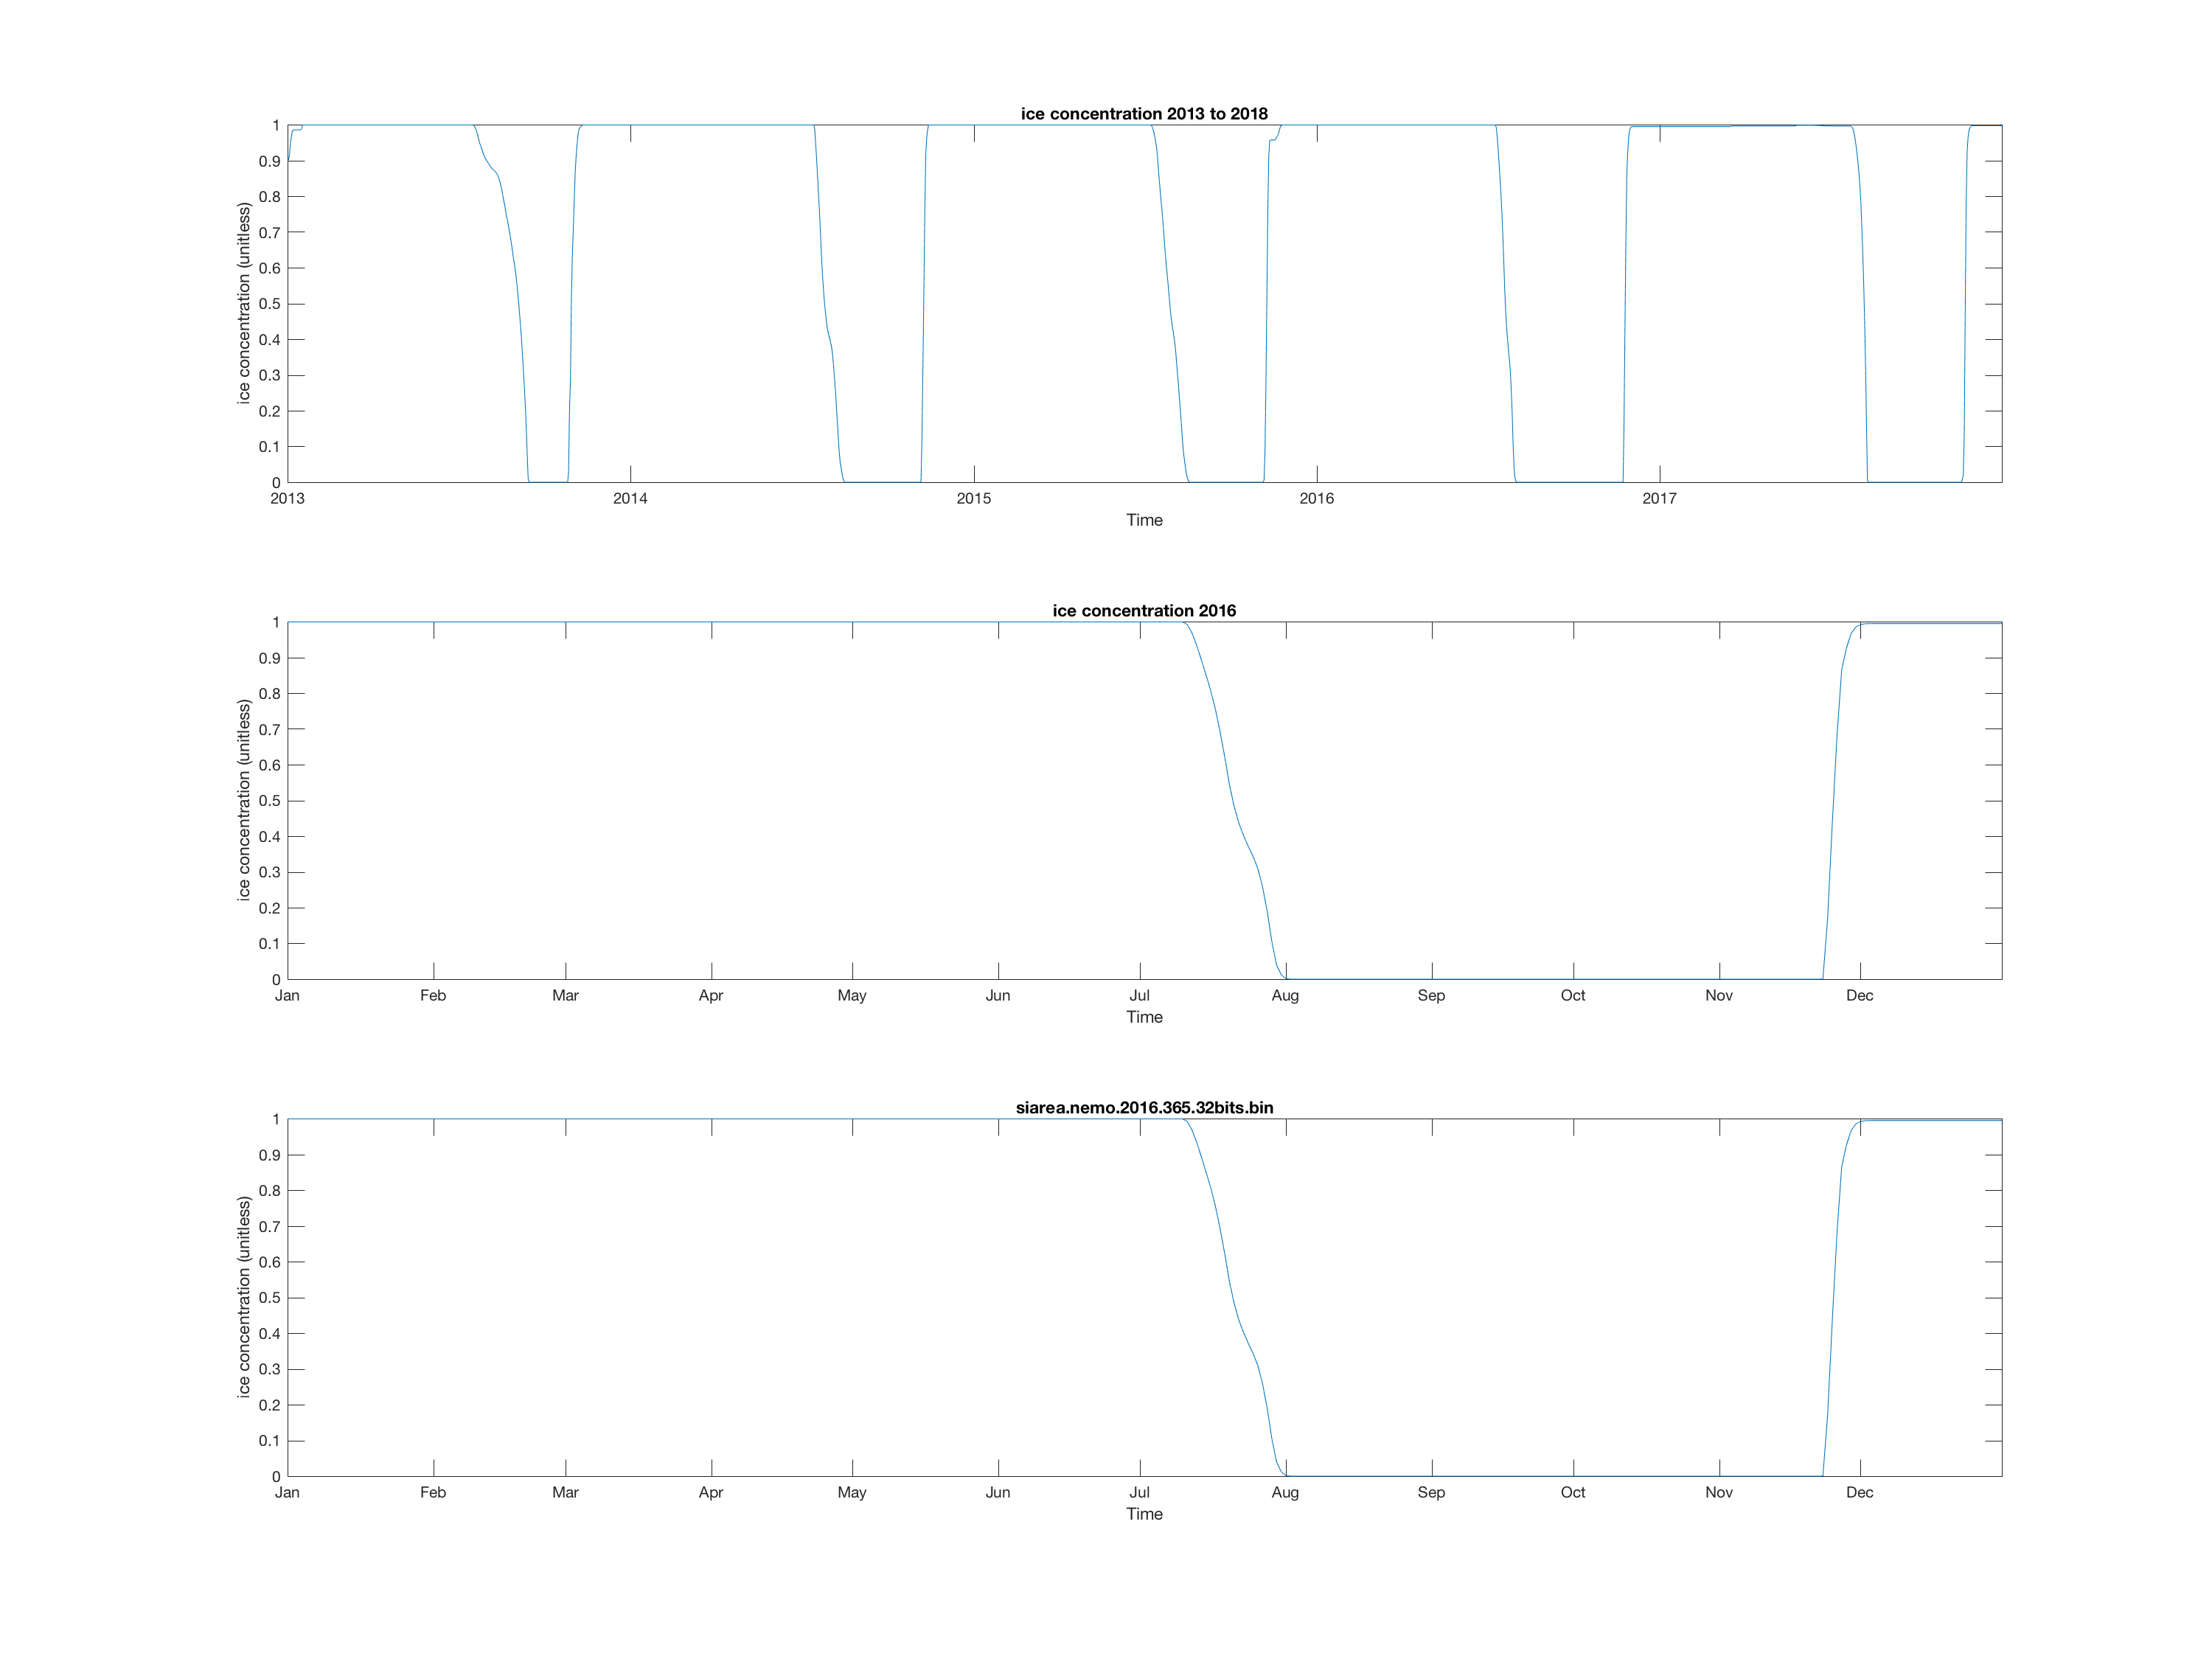 ice concentration 2013 to 2018
1
0.9
0.8
0.7
0.6
0.5
0.4
0.3
0.2
0.1
0
ice concentration (unitless)
2013 2014 2015 2016 2017
Time
ice concentration 2016
1
0.9
0.8
0.7
0.6
0.5
0.4
0.3
0.2
0.1
0
ice concentration (unitless)
Jan Feb Mar Apr May Jun Jul Aug Sep Oct Nov Dec
Time
siarea.nemo.2016.365.32bits.bin
1
0.9
0.8
0.7
0.6
0.5
0.4
0.3
0.2
0.1
0
ice concentration (unitless)
Jan Feb Mar Apr May Jun Jul Aug Sep Oct Nov Dec
Time